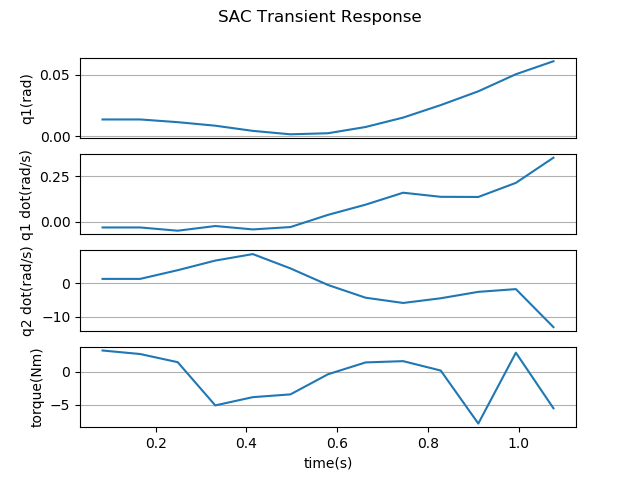 SAC Transient Response
0.05
0.00
q1(rad)
0.25
0.00
q1 dot(rad/s)
0
−10
q2 dot(rad/s)
0
−5
torque(Nm)
0.2 0.4 0.6 0.8 1.0
time(s)